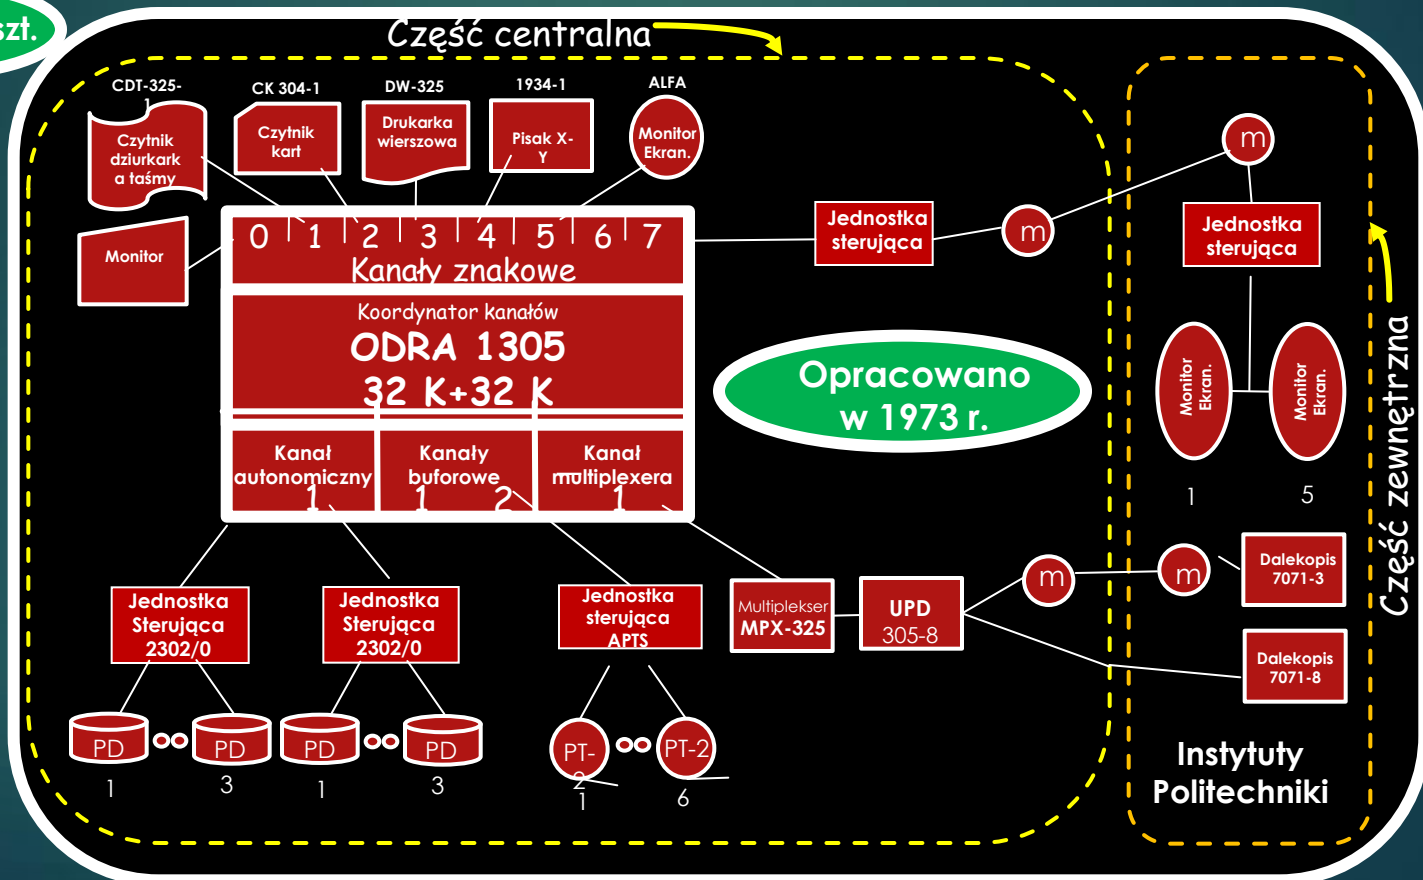 szt.
Część centralna
CDT-325-
1
CK 304-1
DW-325
1934-1
ALFA
Czytnik
dziurkark
a taśmy
Czytnik
kart
Drukarka
wierszowa
Pisak X-
Y
Monitor
Ekran.
m
Monitor
0 1 2 3 4 5 6 7
Kanały znakowe
Jednostka
sterująca
m
Jednostka
sterująca
Koordynator kanałów
ODRA 1305
32 K+32 K
Opracowano
w 1973 r.
Monitor
Ekran.
Monitor
Ekran.
1
5
Część zewnętrzna
Kanał
autonomiczny
1
Kanały
buforowe
1 2
Kanał
multiplexera
1
Jednostka
Sterująca
2302/0
Jednostka
Sterująca
2302/0
Jednostka
sterująca
APTS
Multiplekser
MPX-325
UPD
305-8
m
m
Dalekopis
7071-3
Dalekopis
7071-8
PD
PD
PD
PD
PT-
2
PT-2
1
3
1
3
1
6
Instytuty
Politechniki